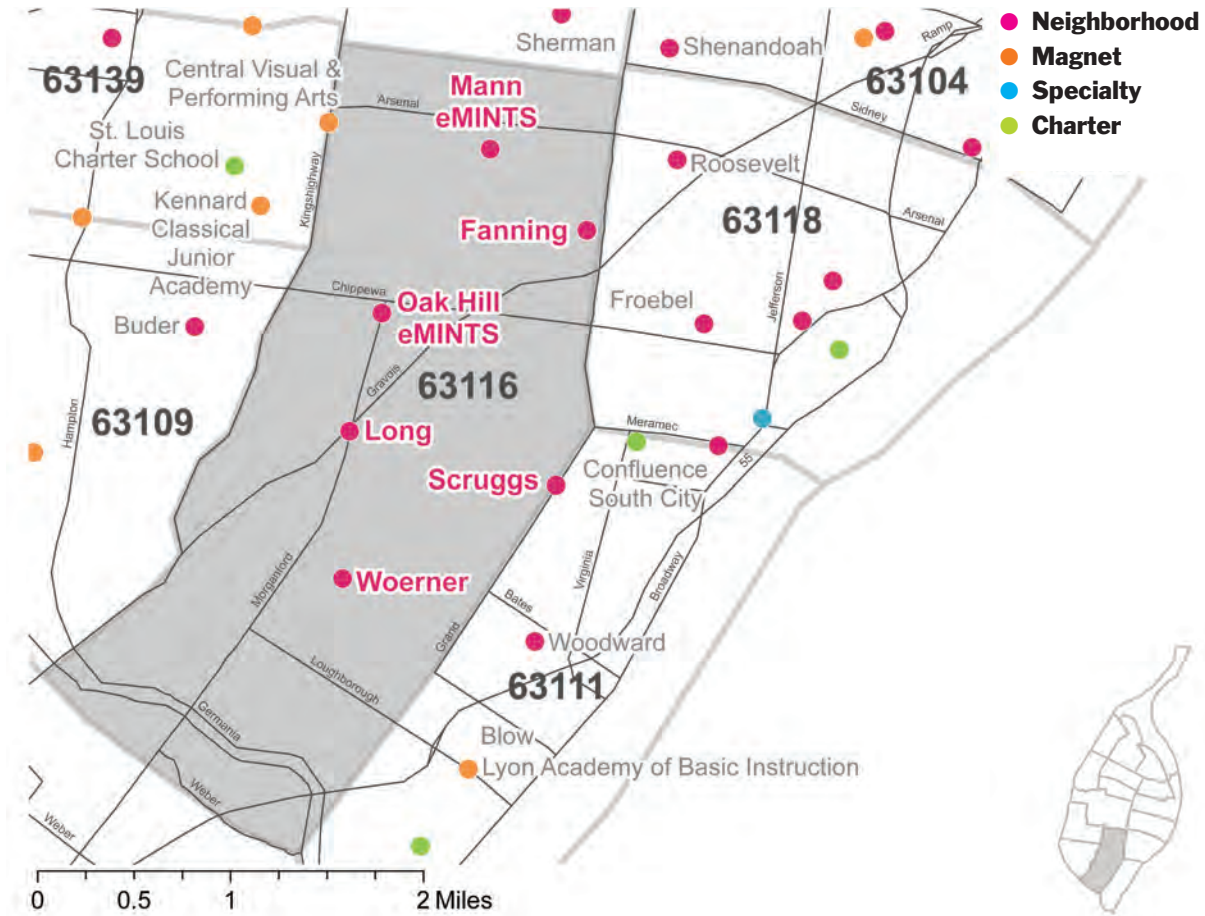 Neighborhood
Magnet
Specialty
Charter
Sherman
Shenandoah
Ramp
63139
Central Visual &
Performing Arts
Mann
eMINTS
63104
Arsenal
Sidney
St. Louis
Charter School
Roosevelt
Kingshighway
Kennard
Classical
Junior
Academy
Fanning
63118
Arsenal
Chippewa
Oak Hill
eMINTS
Froebel
Jefferson
Buder
Gravois
63116
Hampton
63109
Long
Meramec
Scruggs
Confluence
South City
55
Woerner
Morganford
Virginia
Broadway
Bates
Grand
Woodward
Loughborough
63111
Germania
Blow
Lyon Academy of Basic Instruction
Weber
Weber
0 0.5 1 2 Miles